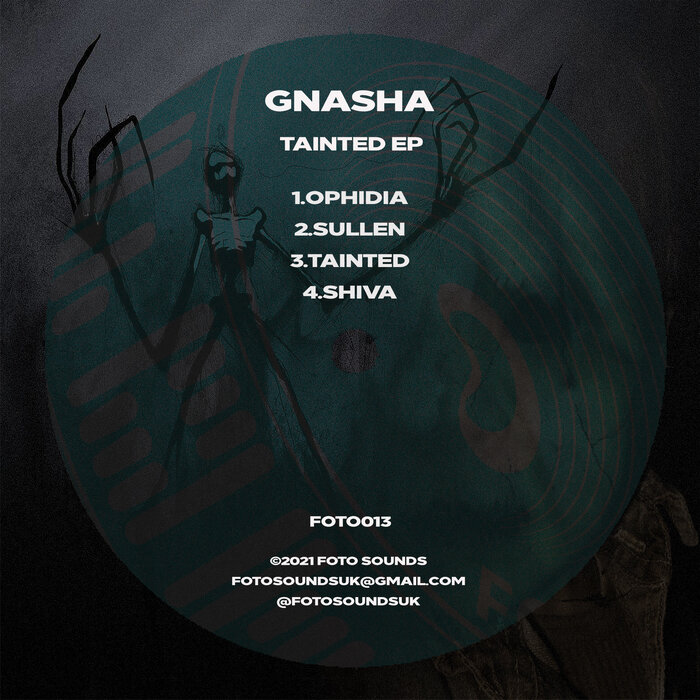 GNASHA
TAINTED EP
1.OPHIDIA
2.SULLEN
3.TAINTED
4.SHIVA
FOTO013
©2021 FOTO SOUNDS
FOTOSOUNDSUK@GMAIL.COM
@FOTOSOUNDSUK